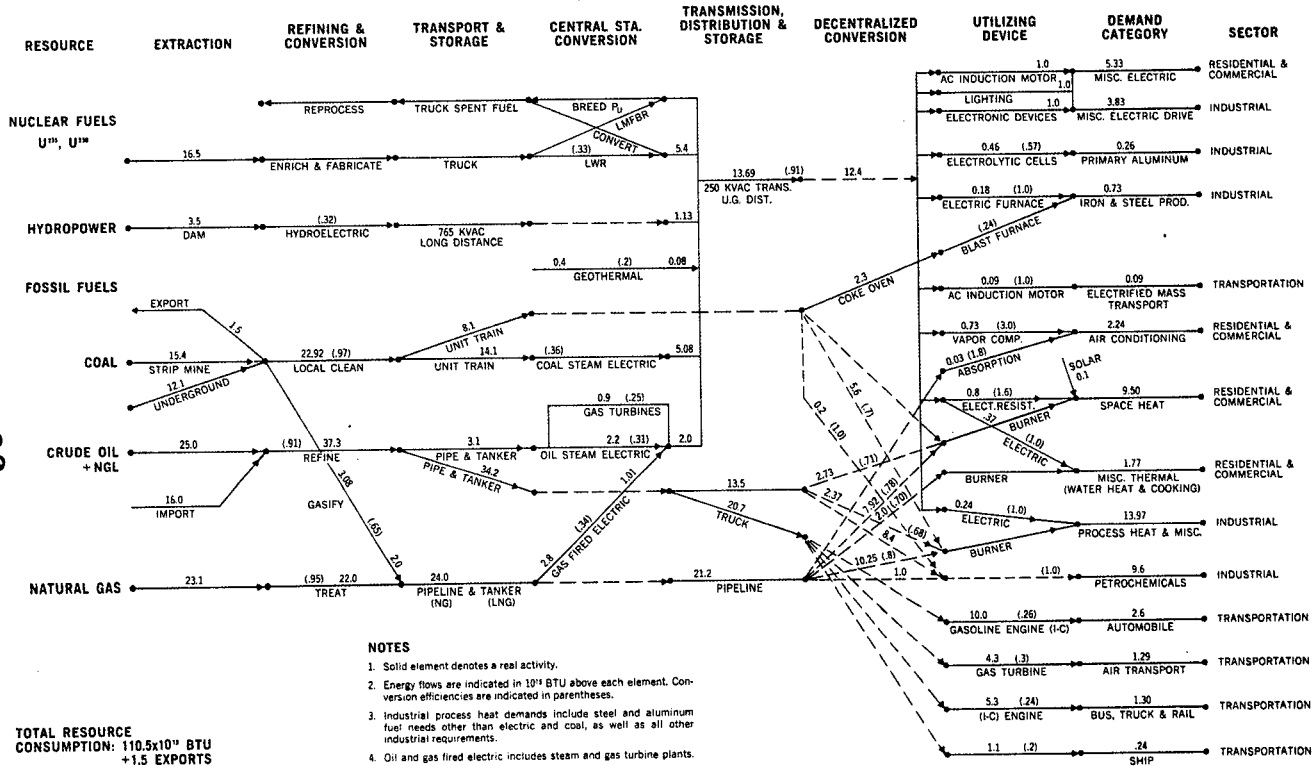 RESOURCE
EXTRACTION
REFINING &
CONVERSION
TRANSPORT &
STORAGE
CENTRAL STA.
CONVERSION
TRANSMISSION,
DISTRIBUTION &
STORAGE
DECENTRALIZED
CONVERSION
UTILIZING
DEVICE
DEMAND
CATEGORY
SECTOR
1.0
AC INDUCTION MOTOR
5.33
MISC. ELECTRIC
RESIDENTIAL &
COMMERCIAL
1.0
LIGHTING
1.0
ELECTRONIC DEVICES
3.83
MISC. ELECTRIC DRIVE
INDUSTRIAL
REPROCESS
TRUCK SPENT FUEL
BREED Pu
LMFBR
CONVERT
NUCLEAR FUELS
16.5
ENRICH & FABRICATE
TRUCK
(.33)
LWR
5.4
0.46 (.57)
ELECTROLYTIC CELLS
0.26
PRIMARY ALUMINUM
INDUSTRIAL
13.69 (.91)
250 KVAC TRANS.
U.G. DIST.
12.4
0.18 (1.0)
ELECTRIC FURNACE
0.73
IRON & STEEL PROD.
INDUSTRIAL
(.24)
BLAST FURNACE
HYDROPOWER
3.5
DAM
(.32)
HYDROELECTRIC
765 KVAC
LONG DISTANCE
1.13
0.4 (.2) 0.08
GEOTHERMAL
2.3
COKE OVEN
FOSSIL FUELS
EXPORT
1.5
0.09 (1.0)
AC INDUCTION MOTOR
0.09
ELECTRIFIED MASS
TRANSPORT
TRANSPORTATION
8.1
UNIT TRAIN
0.73 (3.0)
VAPOR COMP.
2.24
AIR CONDITIONING
RESIDENTIAL &
COMMERCIAL
0.03 (1.8)
ABSORPTION
COAL
15.4
STRIP MINE
22.92 (.97)
LOCAL CLEAN
14.1
UNIT TRAIN
(.36)
COAL STEAM ELECTRIC
5.08
12.1
UNDERGROUND
SOLAR
0.1
5.6
(.7)
0.2
(1.0)
0.8 (1.6)
ELECT.RESIST.
9.50
SPACE HEAT
RESIDENTIAL &
COMMERCIAL
BURNER
.37
(1.0)
ELECTRIC
0.9 (.25)
GAS TURBINES
CRUDE OIL
+ NGL
25.0
(.91) 37.3
REFINE
3.1
PIPE & TANKER
2.2 (.31)
OIL STEAM ELECTRIC
2.0
34.2
PIPE & TANKER
16.0
IMPORT
3.08
GASIFY
(.65)
2.0
1.01
(.34)
2.8
GAS FIRED ELECTRIC
2.73 (.71)
BURNER
1.77
MISC. THERMAL
(WATER HEAT & COOKING)
RESIDENTIAL &
COMMERCIAL
13.5
20.7
TRUCK
2.37
7.92 (.78)
2.0 (.70)
8.4
(.68)
0.24 (1.0)
ELECTRIC
13.97
PROCESS HEAT & MISC.
INDUSTRIAL
BURNER
10.25 (.8)
NATURAL GAS
23.1
(.95) 22.0
TREAT
24.0
PIPELINE & TANKER
(NG) (LNG)
21.2
PIPELINE
1.0
(1.0)
9.6
PETROCHEMICALS
INDUSTRIAL
10.0 (.26)
GASOLINE ENGINE (I-C)
2.6
AUTOMOBILE
TRANSPORTATION
4.3 (.3)
GAS TURBINE
1.29
AIR TRANSPORT
TRANSPORTATION
5.3 (.24)
(I-C) ENGINE
1.30
BUS, TRUCK & RAIL
TRANSPORTATION
1.1 (.2)
.24
SHIP
TRANSPORTATION
NOTES
1. Solid element denotes a real activity.
2. Energy flows are indicated in 10¹⁵ BTU above each element. Con-
version efficiencies are indicated in parentheses.
3. Industrial process heat demands include steel and aluminum
fuel needs other than electric and coal, as well as all other
industrial requirements.
4. Oil and gas fired electric includes steam and gas turbine plants.
TOTAL RESOURCE
CONSUMPTION: 110.5x10¹⁵ BTU
+1.5 EXPORTS